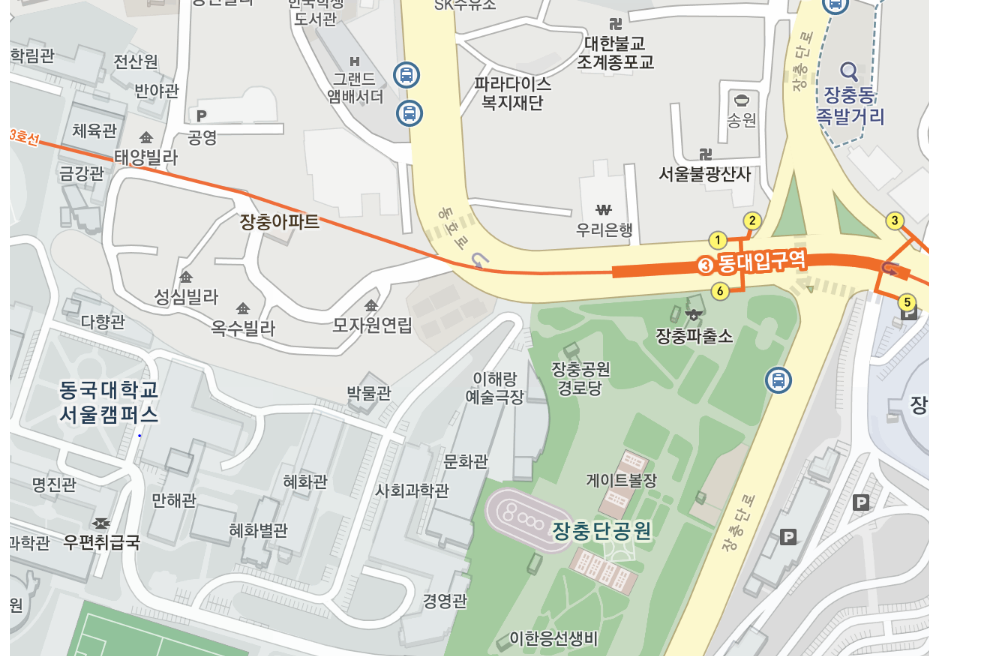 SK주유소
도서관
학림관
전산원
반야관
그랜드
앰배서더
대한불교
조계종포교
파라다이스
복지재단
장충단로
장충동
족발거리
송원
P
공영
체육관
3호선
태양빌라
금강관
서울불광산사
장충아파트
우리은행
동호로
2
1
3
3 동대입구역
6
5
성심빌라
옥수빌라
모자원연립
다향관
장충파출소
P
동국대학교
서울캠퍼스
박물관
이해랑
예술극장
장충공원
경로당
장
문화관
명진관
만해관
혜화관
사회과학관
게이트볼장
P
혜화별관
우편취급국
과학관
장충단공원
장충단로
P
경영관
원
이한응선생비